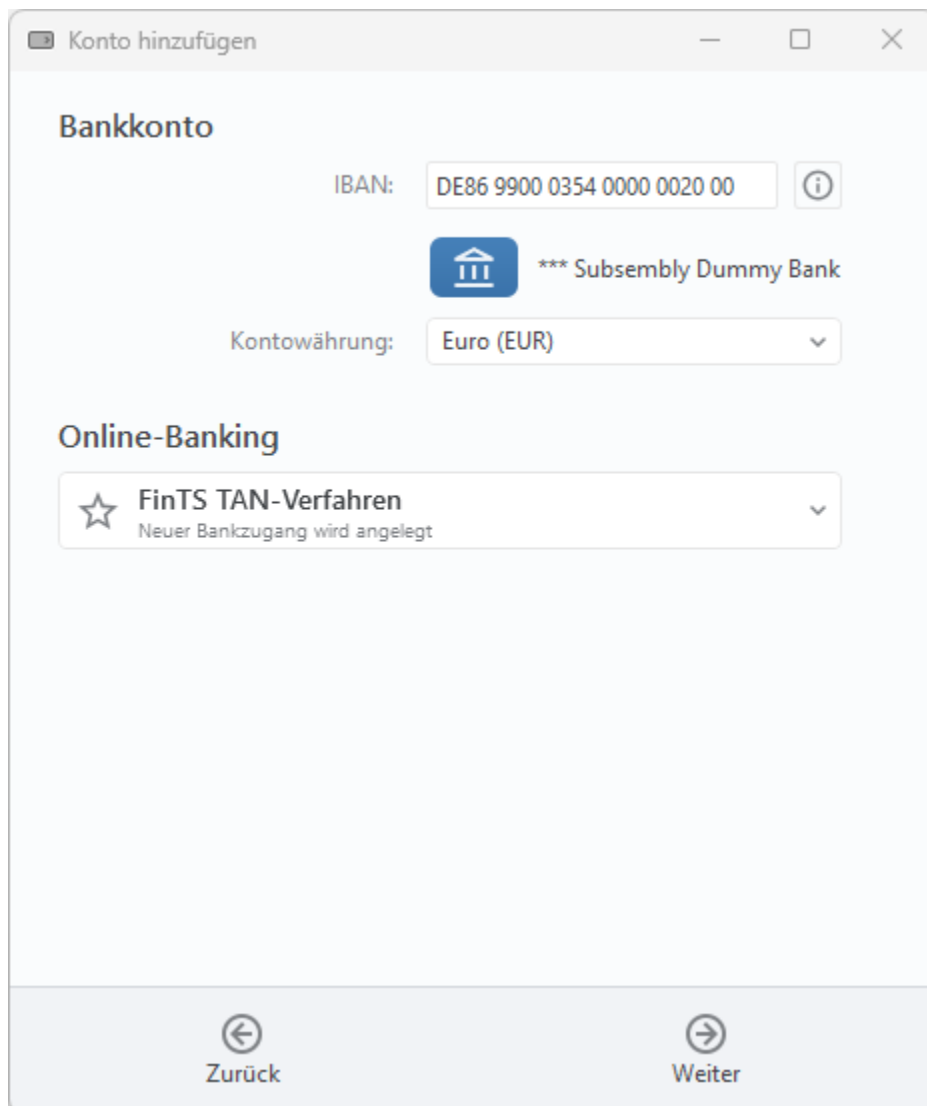 Konto hinzufügen
Bankkonto
IBAN: DE86 9900 0354 0000 0020 00
*** Subsembly Dummy Bank
Kontowährung: Euro (EUR)
Online-Banking
FinTS TAN-Verfahren
Neuer Bankzugang wird angelegt
Zurück Weiter